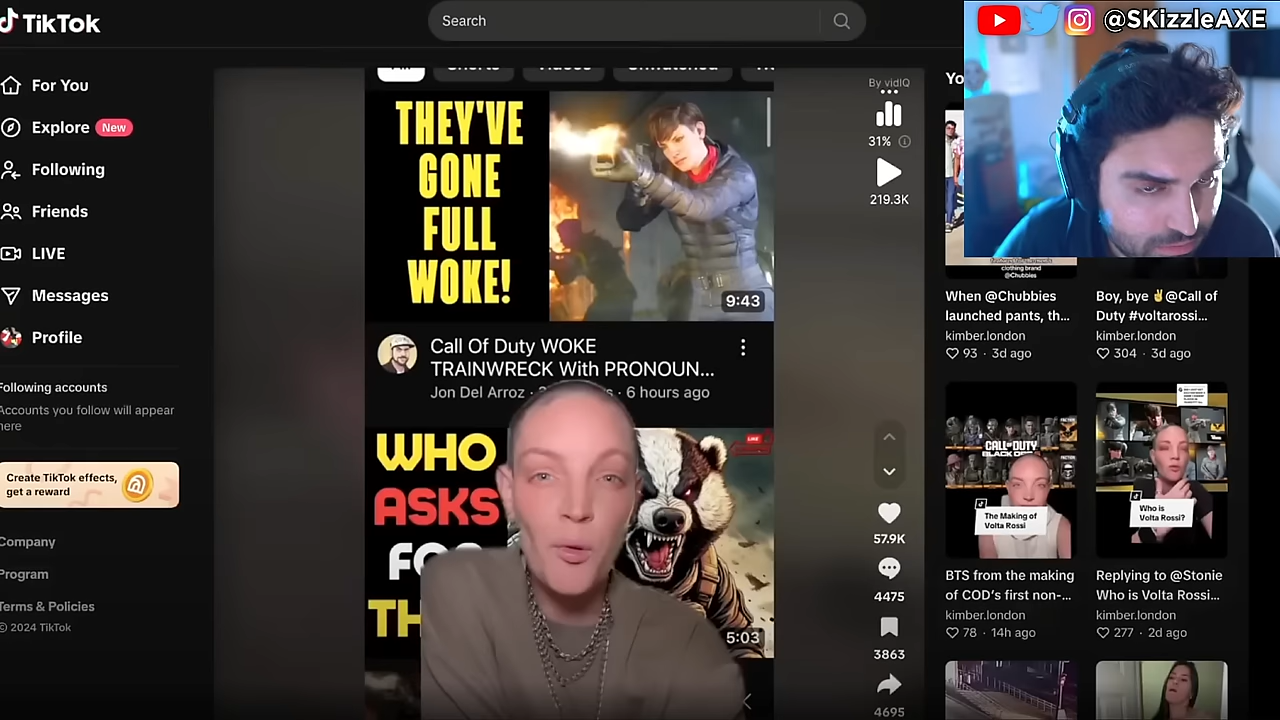 TikTok
Search
@SKizzleAXE
For You
Explore New
Following
Friends
LIVE
Messages
Profile
Following accounts
Accounts you follow will appear
here
Create TikTok effects,
get a reward
Company
Program
Terms & Policies
© 2024 TikTok
THEY'VE
GONE
FULL
WOKE!
9:43
Call Of Duty WOKE
TRAINWRECK With PRONOUN...
Jon Del Arroz
6 hours ago
WHO
ASKS
LIVE
5:03
By vidIQ
31%
219.3K
57.9K
4475
3863
4695
clothing brand
@Chubbies
When @Chubbies
launched pants, th...
kimber.london
93 · 3d ago
Boy, bye ✌@Call of
Duty #voltarossi...
kimber.london
304 · 3d ago
CALL OF DUTY
BLACK OPS
The Making of
Volta Rossi
BTS from the making
of COD's first non-...
kimber.london
78 · 14h ago
Who is
Volta Rossi?
Replying to @Stonie
Who is Volta Rossi...
kimber.london
277 · 2d ago